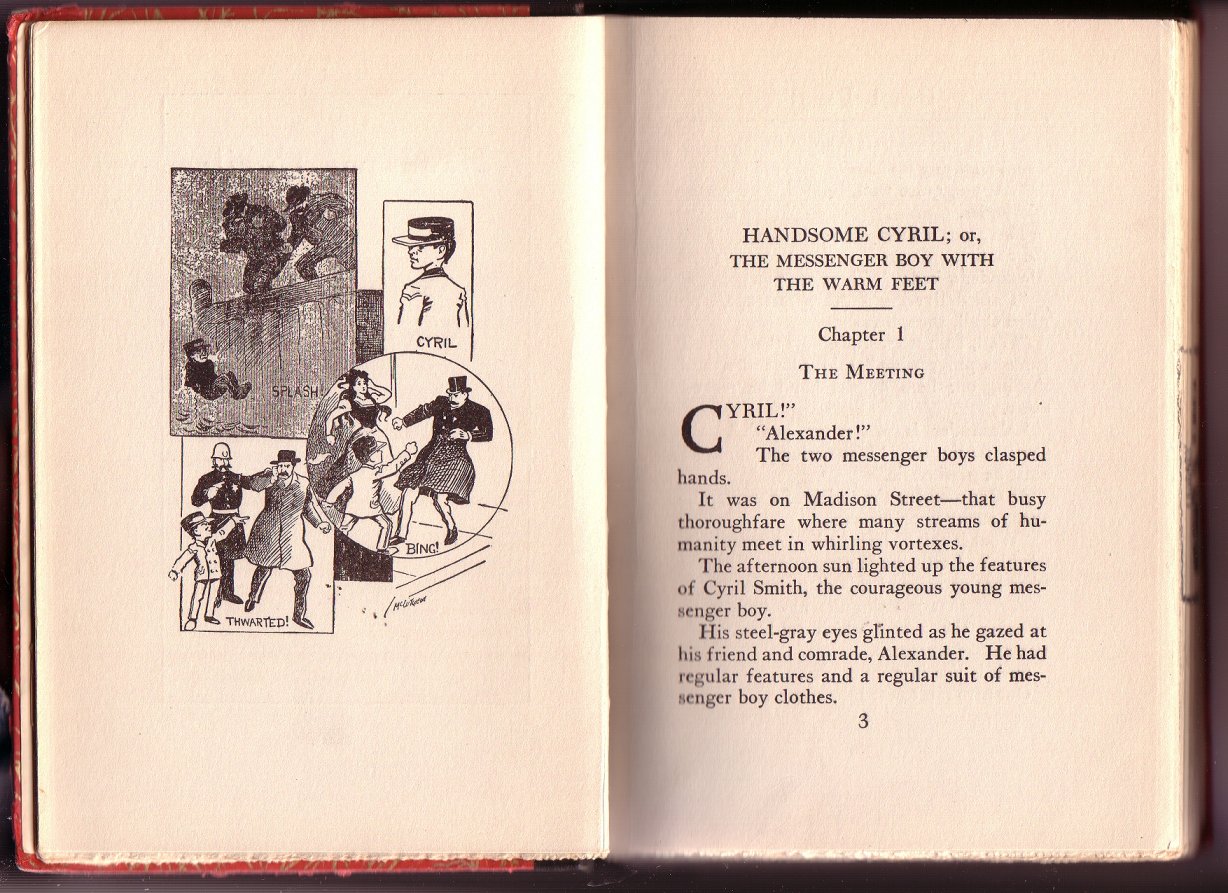 SPLASH!
CYRIL
BING!
THWARTED!
HANDSOME CYRIL; or,
THE MESSENGER BOY WITH
THE WARM FEET
Chapter 1
THE MEETING
CYRIL!”
“Alexander!”
The two messenger boys clasped
hands.
It was on Madison Street—that busy
thoroughfare where many streams of hu-
manity meet in whirling vortexes.
The afternoon sun lighted up the features
of Cyril Smith, the courageous young mes-
senger boy.
His steel-gray eyes glinted as he gazed at
his friend and comrade, Alexander. He had
regular features and a regular suit of mes-
senger boy clothes.
3